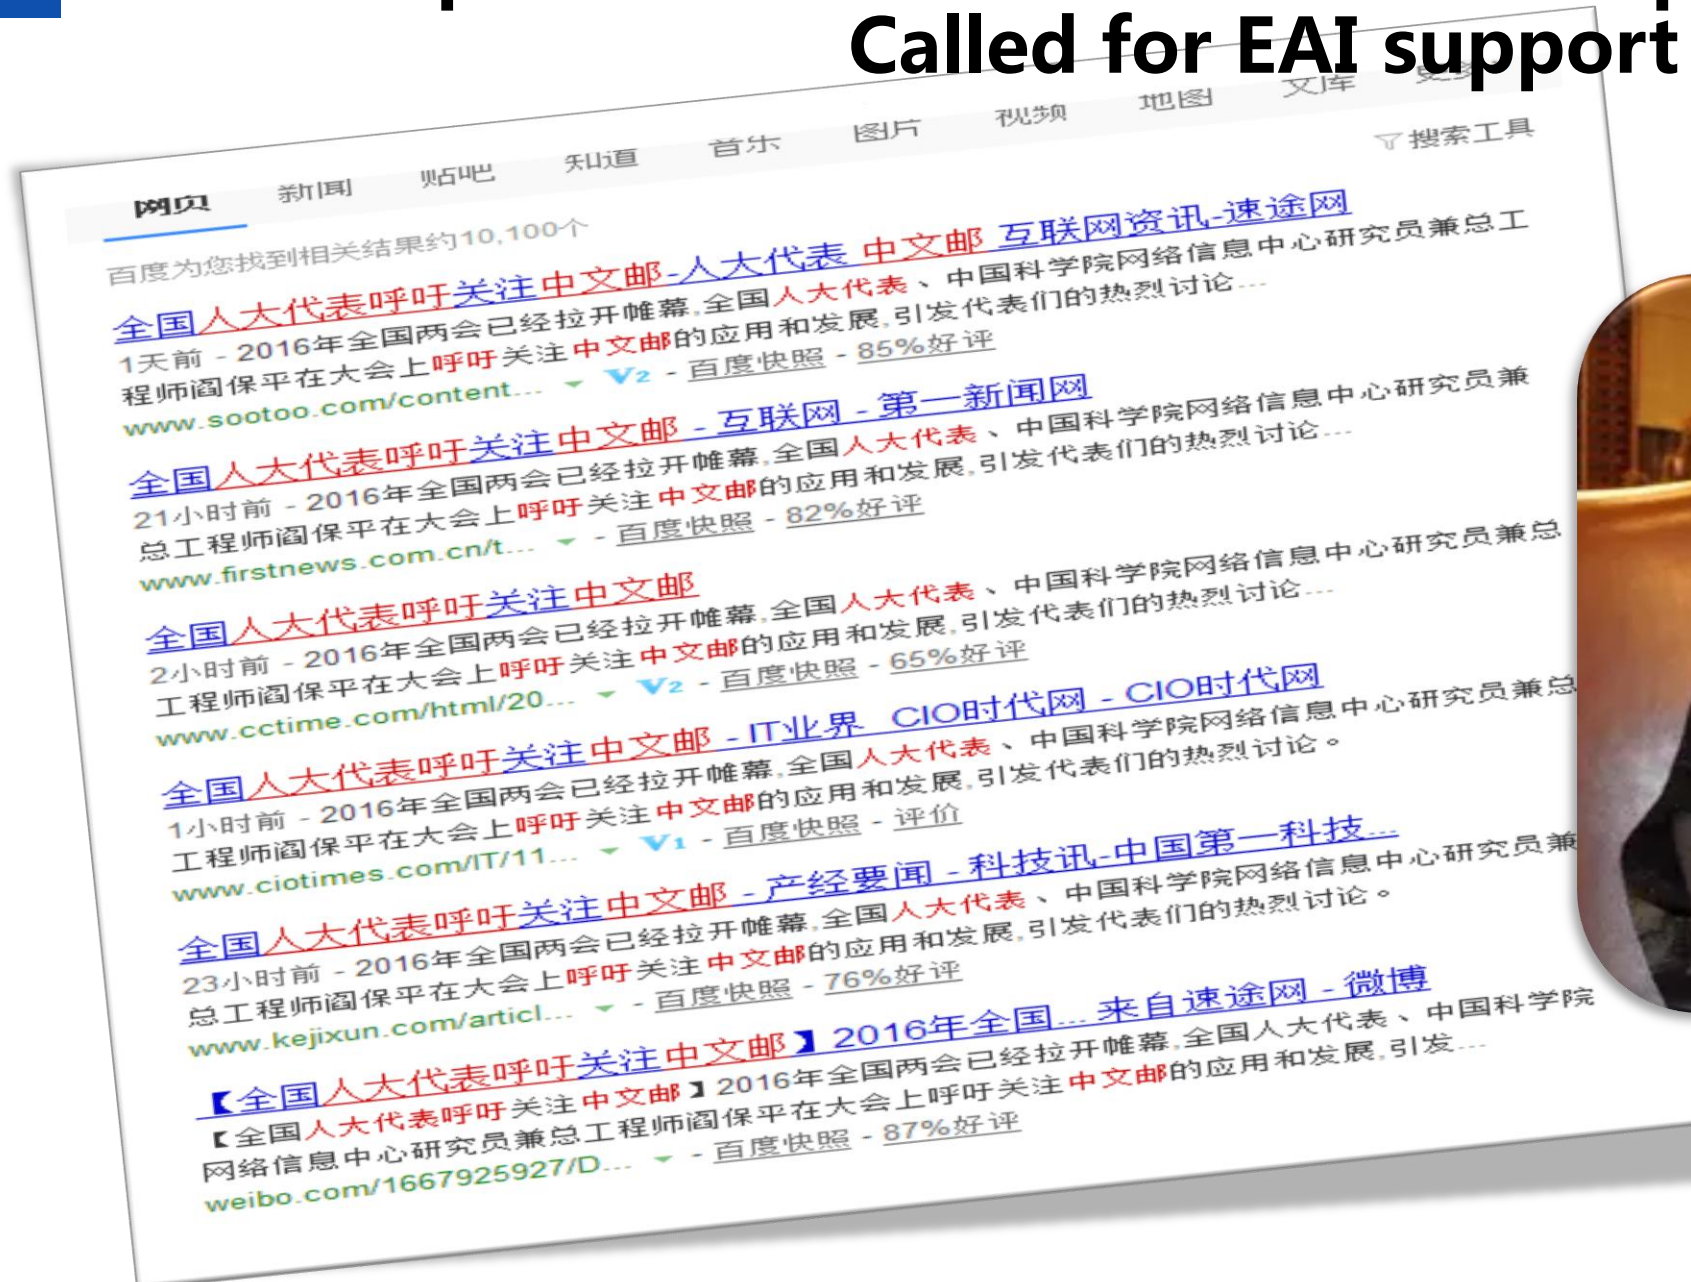 Called for EAI support
网页 新闻 贴吧 知道 音乐 图片 视频 地图 文库 更多
搜索工具
百度为您找到相关结果约10,100个
全国人大代表呼吁关注中文邮-人大代表 中文邮 互联网资讯-速途网
1天前 - 2016年全国两会已经拉开帷幕,全国人大代表、中国科学院网络信息中心研究员兼总工
程师阎保平在大会上呼吁关注中文邮的应用和发展,引发代表们的热烈讨论...
www.sootoo.com/content... V2 - 百度快照 - 85%好评
全国人大代表呼吁关注中文邮 - 互联网 - 第一新闻网
21小时前 - 2016年全国两会已经拉开帷幕,全国人大代表、中国科学院网络信息中心研究员兼
总工程师阎保平在大会上呼吁关注中文邮的应用和发展,引发代表们的热烈讨论...
www.firstnews.com.cn/t... - 百度快照 - 82%好评
全国人大代表呼吁关注中文邮
2小时前 - 2016年全国两会已经拉开帷幕,全国人大代表、中国科学院网络信息中心研究员兼总
工程师阎保平在大会上呼吁关注中文邮的应用和发展,引发代表们的热烈讨论...
www.cctime.com/html/20... V2 - 百度快照 - 65%好评
全国人大代表呼吁关注中文邮 - IT业界 CIO时代网 - CIO时代网
1小时前 - 2016年全国两会已经拉开帷幕,全国人大代表、中国科学院网络信息中心研究员兼总
工程师阎保平在大会上呼吁关注中文邮的应用和发展,引发代表们的热烈讨论。
www.ciotimes.com/IT/11... V1 - 百度快照 - 评价
全国人大代表呼吁关注中文邮 - 产经要闻 - 科技讯-中国第一科技...
23小时前 - 2016年全国两会已经拉开帷幕,全国人大代表、中国科学院网络信息中心研究员兼
总工程师阎保平在大会上呼吁关注中文邮的应用和发展,引发代表们的热烈讨论。
www.kejixun.com/articl... - 百度快照 - 76%好评
【全国人大代表呼吁关注中文邮】2016年全国... 来自速途网 - 微博
【全国人大代表呼吁关注中文邮】2016年全国两会已经拉开帷幕,全国人大代表、中国科学院
网络信息中心研究员兼总工程师阎保平在大会上呼吁关注中文邮的应用和发展,引发...
weibo.com/1667925927/D... - 百度快照 - 87%好评